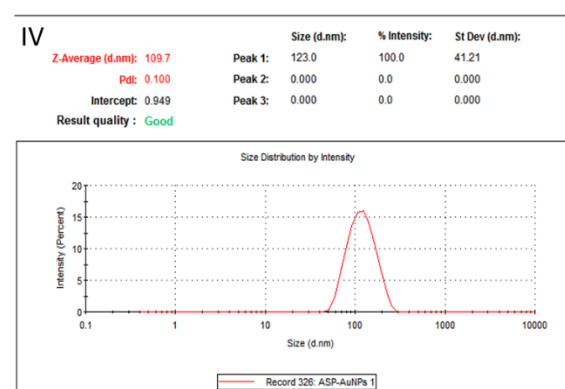 IV
Size (d.nm): % Intensity: St Dev (d.nm):
Z-Average (d.nm): 109.7 Peak 1: 123.0 100.0 41.21
PdI: 0.100 Peak 2: 0.000 0.0 0.000
Intercept: 0.949 Peak 3: 0.000 0.0 0.000
Result quality : Good
Size Distribution by Intensity
20
15
10
5
0
Intensity (Percent)
0.1 1 10 100 1000 10000
Size (d.nm)
Record 326: ASP-AuNPs 1